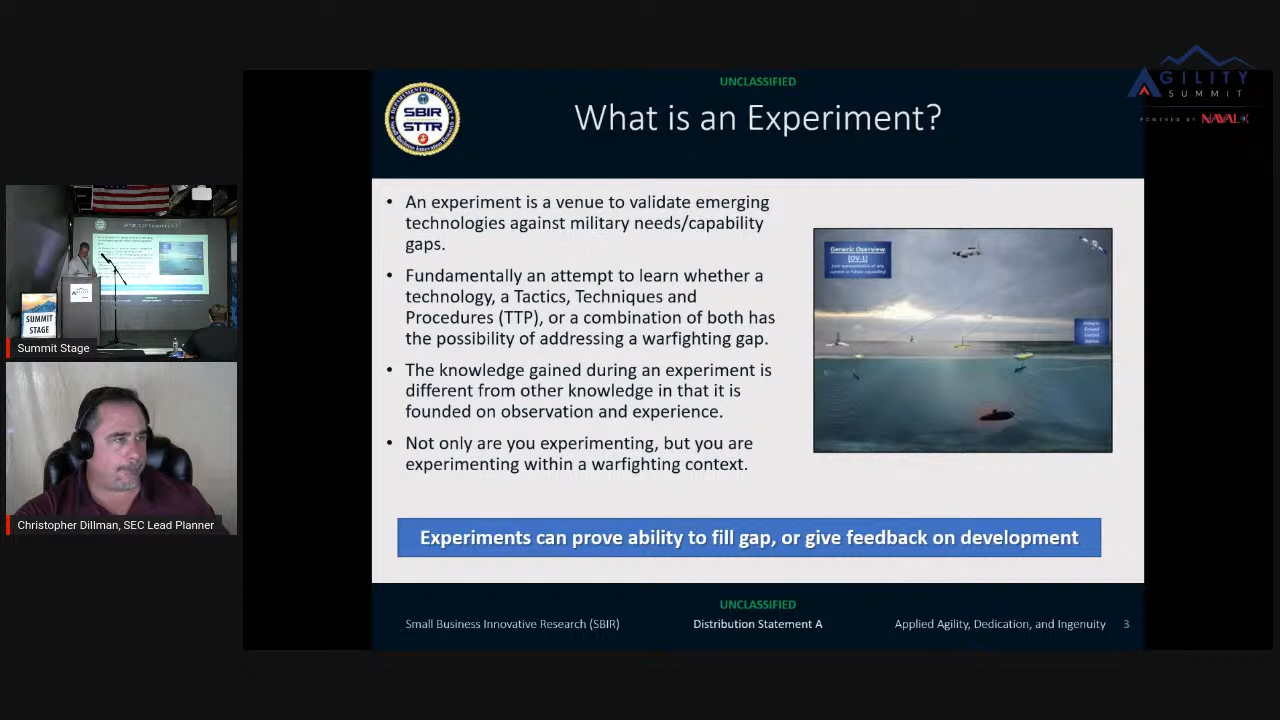 UNCLASSIFIED
What is an Experiment?
SBIR
STTR
AGILITY
SUMMIT
POWERED BY NAVALX
• An experiment is a venue to validate emerging
technologies against military needs/capability
gaps.
• Fundamentally an attempt to learn whether a
technology, a Tactics, Techniques and
Procedures (TTP), or a combination of both has
the possibility of addressing a warfighting gap.
• The knowledge gained during an experiment is
different from other knowledge in that it is
founded on observation and experience.
• Not only are you experimenting, but you are
experimenting within a warfighting context.
Generic Overview
(OV-1)
Experiments can prove ability to fill gap, or give feedback on development
UNCLASSIFIED
Small Business Innovative Research (SBIR)
Distribution Statement A
Applied Agility, Dedication, and Ingenuity
3
What is an Experiment?
SUMMIT
STAGE
Summit Stage
Christopher Dillman, SEC Lead Planner